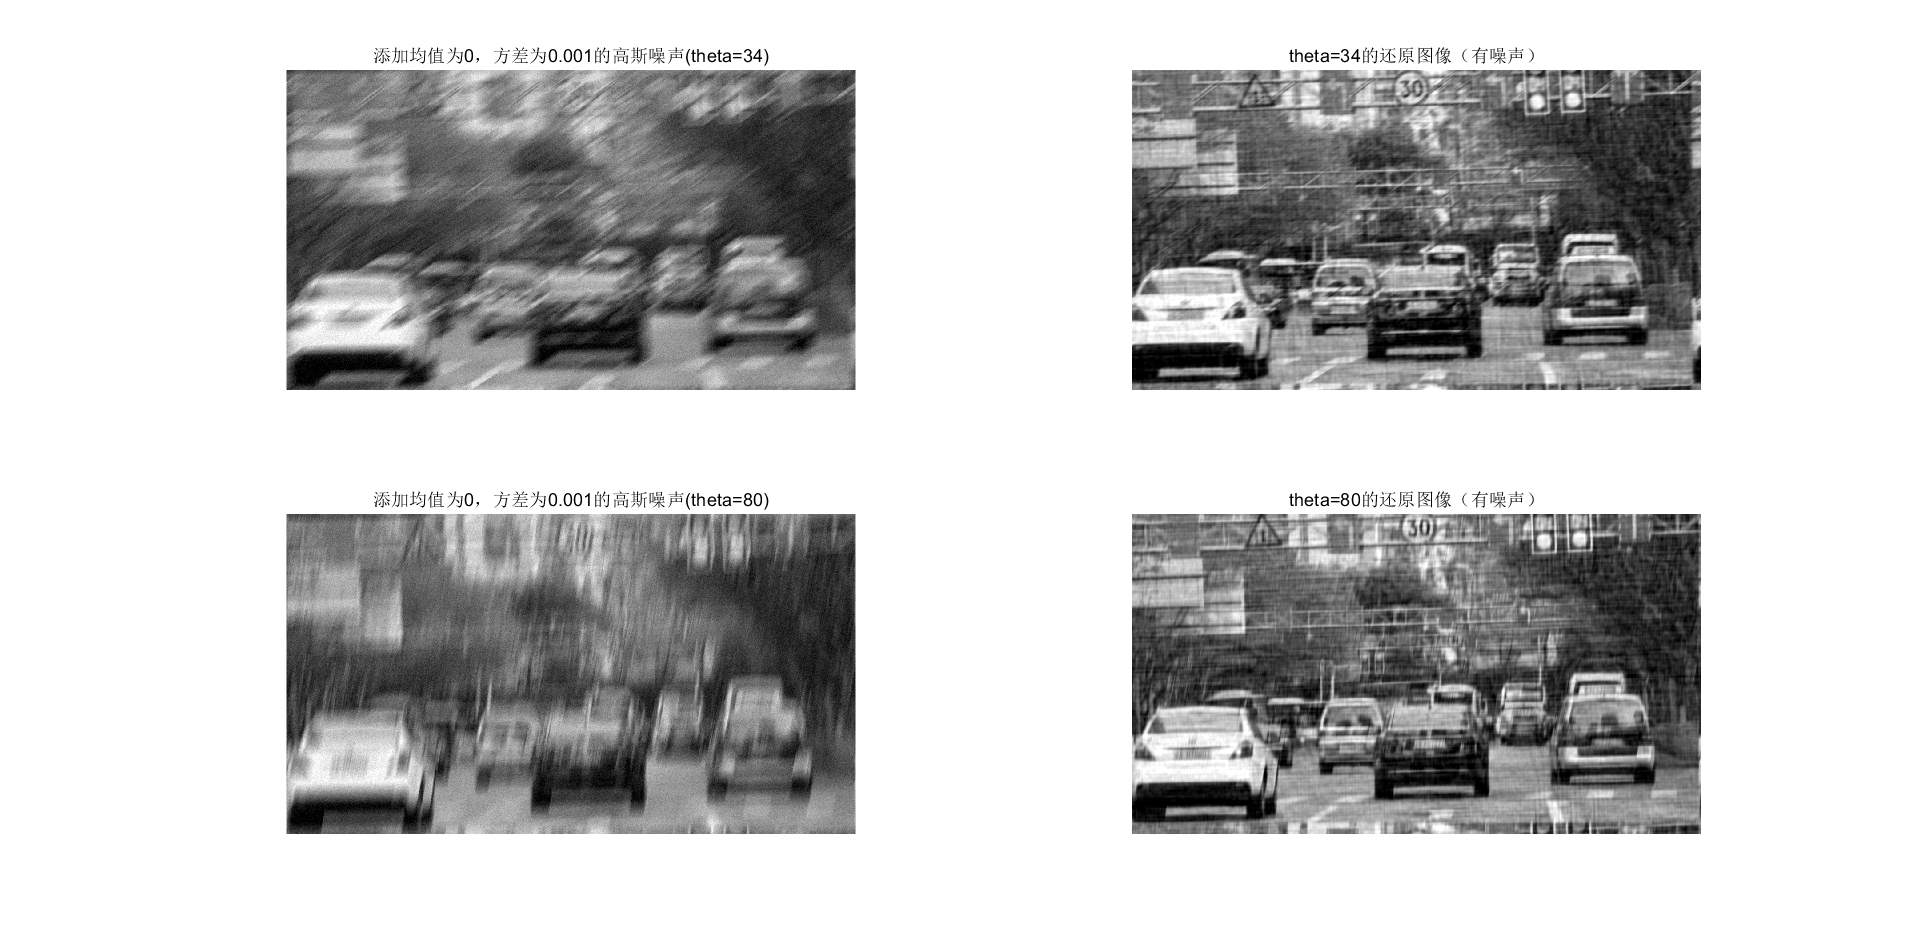 添加均值为0，方差为0.001的高斯噪声(theta=34)
theta=34的还原图像（有噪声）
30
添加均值为0，方差为0.001的高斯噪声(theta=80)
theta=80的还原图像（有噪声）
30